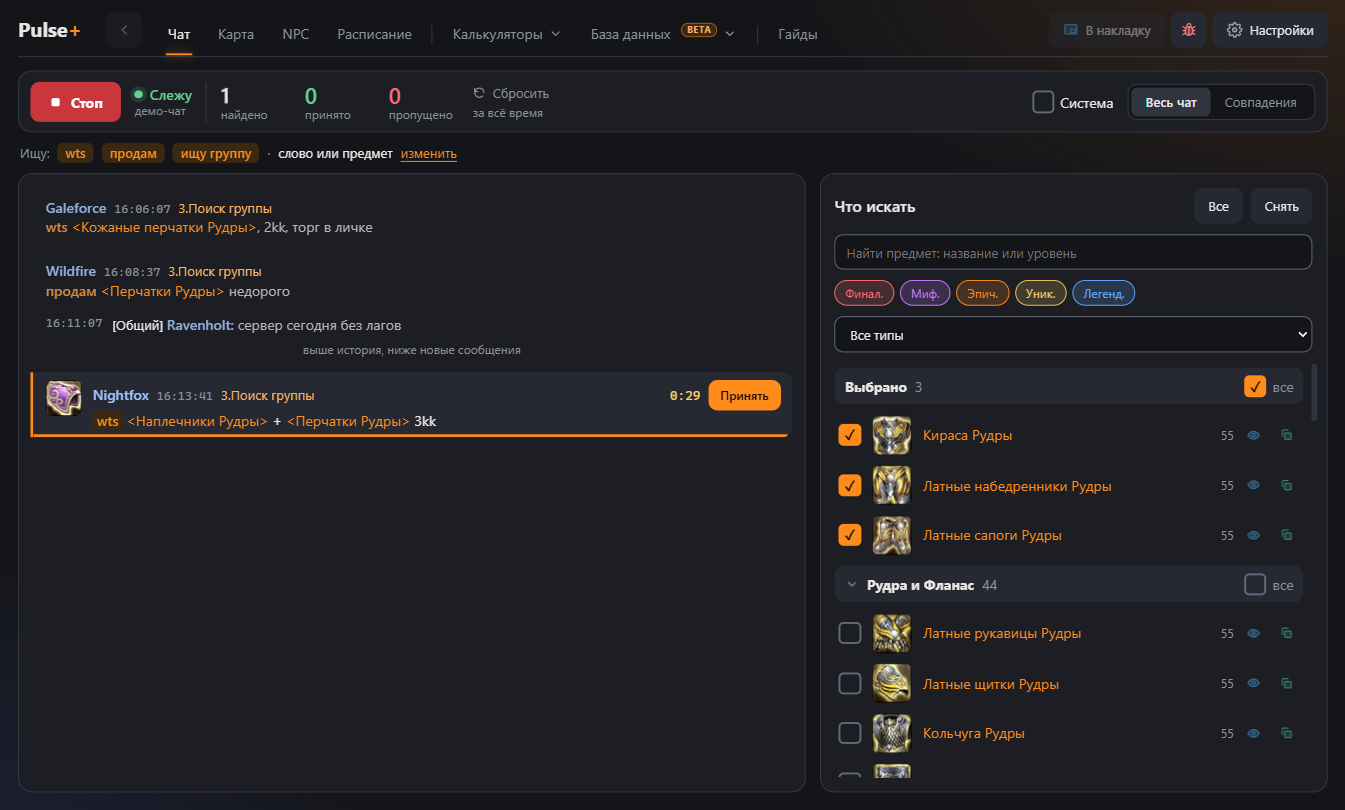 Pulse+
Чат Карта NPC Расписание Калькуляторы База данных BETA Гайды
В накладку Настройки
Стоп
Слежу
демо-чат
1
найдено
0
принято
0
пропущено
Сбросить
за всё время
Система Весь чат Совпадения
Ищу: wts продам ищу группу · слово или предмет изменить
Galeforce 16:06:07 3.Поиск группы
wts <Кожаные перчатки Рудры>, 2kk, торг в личке
Wildfire 16:08:37 3.Поиск группы
продам <Перчатки Рудры> недорого
16:11:07 [Общий] Ravenholt: сервер сегодня без лагов
выше история, ниже новые сообщения
Nightfox 16:13:41 3.Поиск группы
wts <Наплечники Рудры> + <Перчатки Рудры> 3kk
0:29 Принять
Что искать Все Снять
Найти предмет: название или уровень
Финал. Миф. Эпич. Уник. Легенд.
Все типы
Выбрано 3 все
Кираса Рудры 55
Латные набедренники Рудры 55
Латные сапоги Рудры 55
Рудра и Фланас 44 все
Латные рукавицы Рудры 55
Латные щитки Рудры 55
Кольчуга Рудры 55